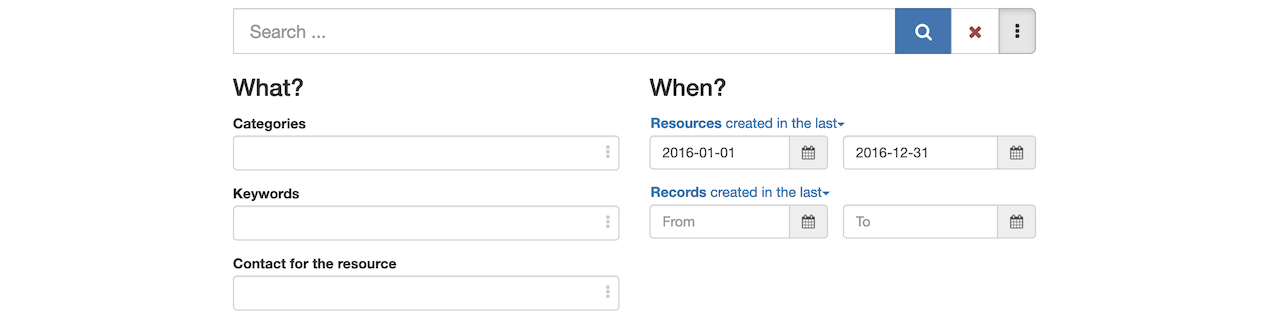 Search ...
What?
Categories
Keywords
Contact for the resource
When?
Resources created in the last
2016-01-01 2016-12-31
Records created in the last
From To